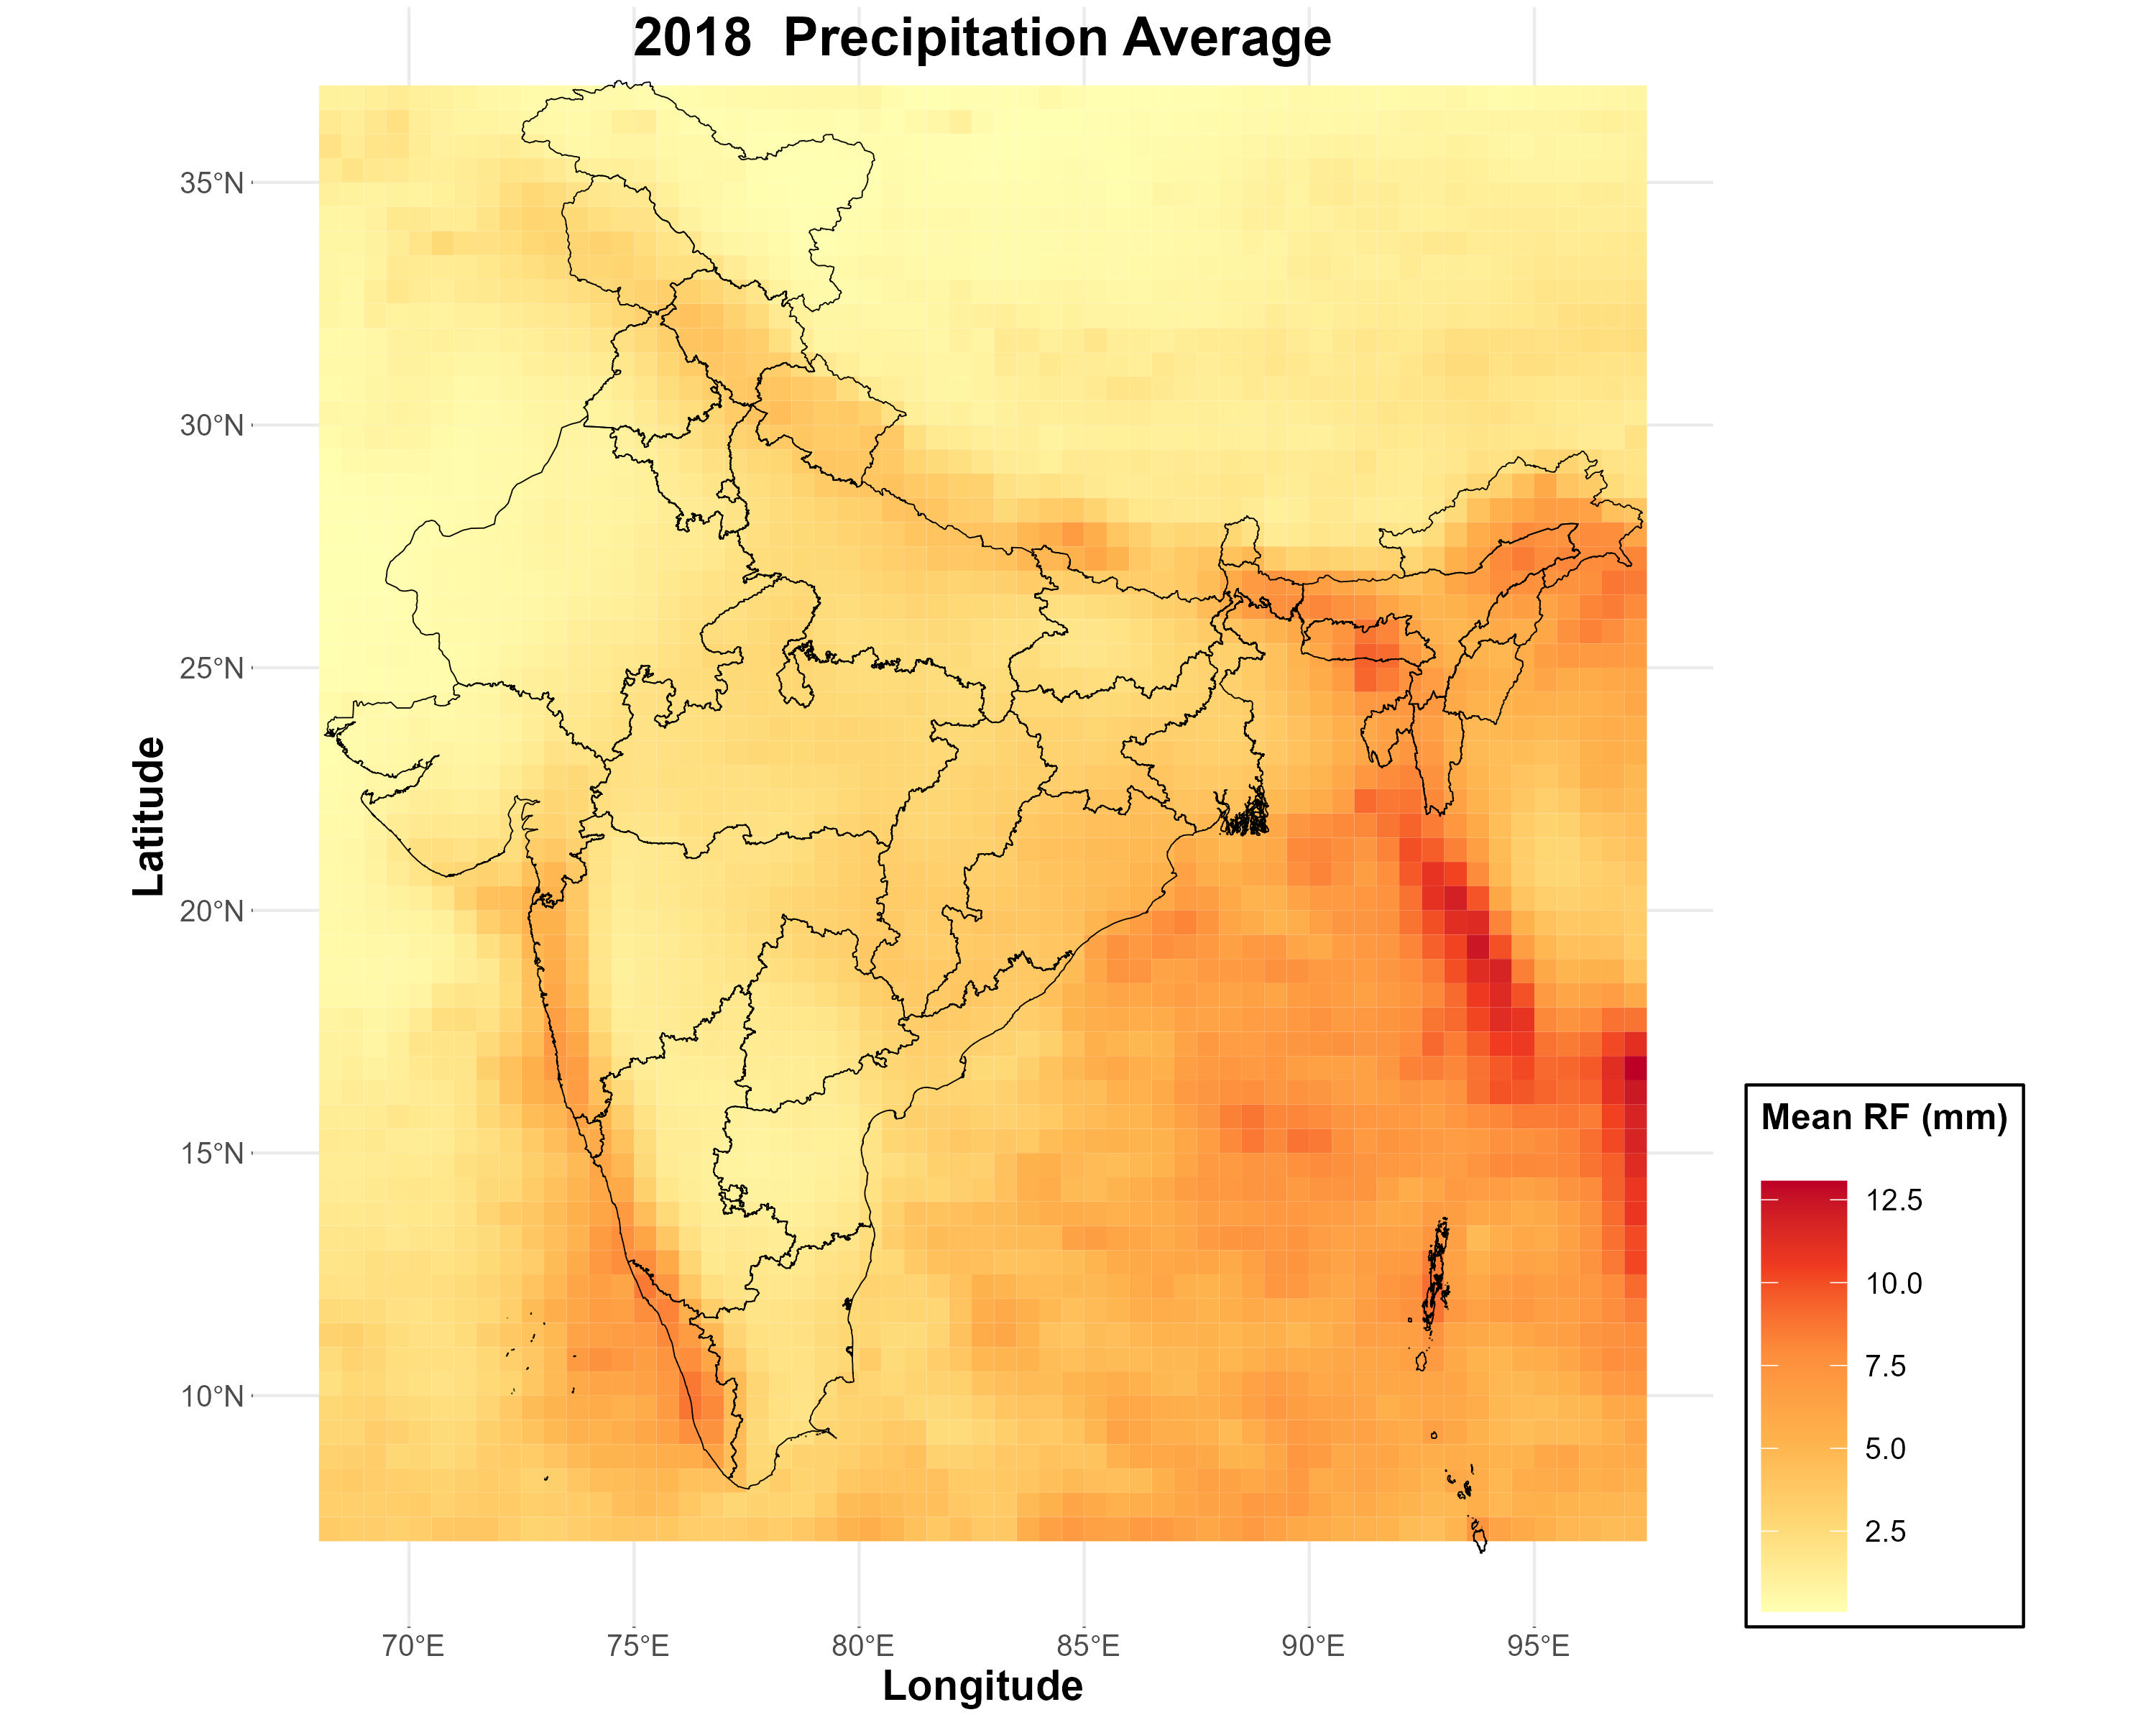 2018  Precipitation Average
35°N
30°N
25°N
20°N
15°N
10°N
Latitude
70°E
75°E
80°E
85°E
90°E
95°E
Longitude
Mean RF (mm)
12.5
10.0
7.5
5.0
2.5